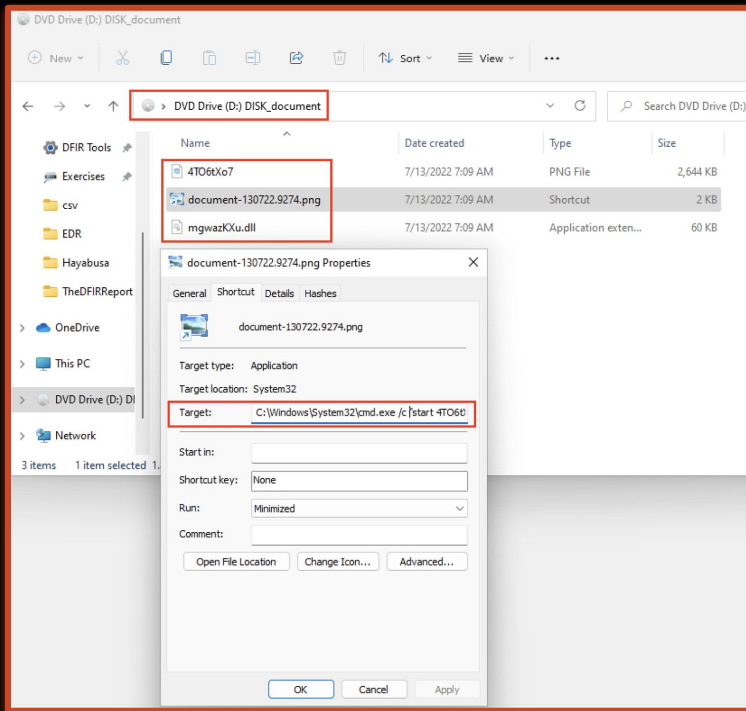 DVD Drive (D:) DISK_document
New Sort View ...
DVD Drive (D:) DISK_document Search DVD Drive (D:)
Name Date created Type Size
DFIR Tools
Exercises
csv
EDR
Hayabusa
TheDFIRReport
OneDrive
This PC
DVD Drive (D:) DI
Network
4TO6tXo7 7/13/2022 7:09 AM PNG File 2,644 KB
document-130722.9274.png 7/13/2022 7:09 AM Shortcut 2 KB
mgwazKXu.dll 7/13/2022 7:09 AM Application exten... 60 KB
3 items 1 item selected 1.
document-130722.9274.png Properties
General Shortcut Details Hashes
document-130722.9274.png
Target type: Application
Target location: System32
Target: C:\Windows\System32\cmd.exe /c "start 4TO6t
Start in:
Shortcut key: None
Run: Minimized
Comment:
Open File Location Change Icon... Advanced...
OK Cancel Apply